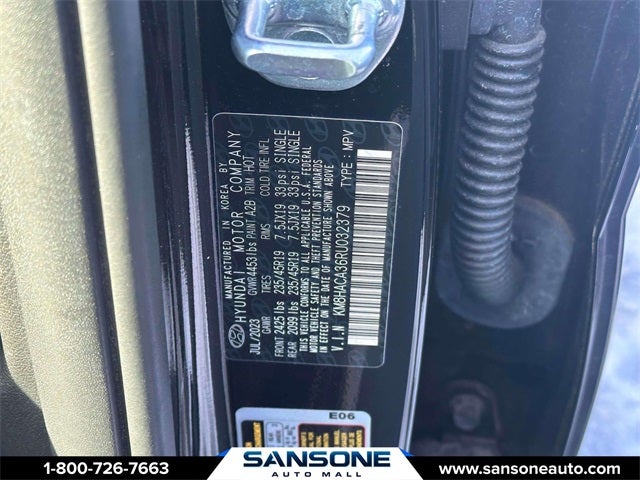 MANUFACTURED IN KOREA BY
HYUNDAI MOTOR COMPANY
JUL/2023 GVWR 4453 lbs PAINT A2B TRIM HOT
GAWR TIRES COLD TIRE INFL
FRONT 2425 lbs 235/45R19 7.5JX19 33psi SINGLE
REAR 2099 lbs 235/45R19 7.5JX19 33psi SINGLE
THIS VEHICLE CONFORMS TO ALL APPLICABLE U.S.A. FEDERAL
MOTOR VEHICLE SAFETY AND THEFT PREVENTION STANDARDS
IN EFFECT ON THE DATE OF MANUFACTURE SHOWN ABOVE
V.I.N KM8HACA36RU032379 TYPE : MPV
E06
1-800-726-7663
SANSONE
AUTO MALL
www.sansoneauto.com